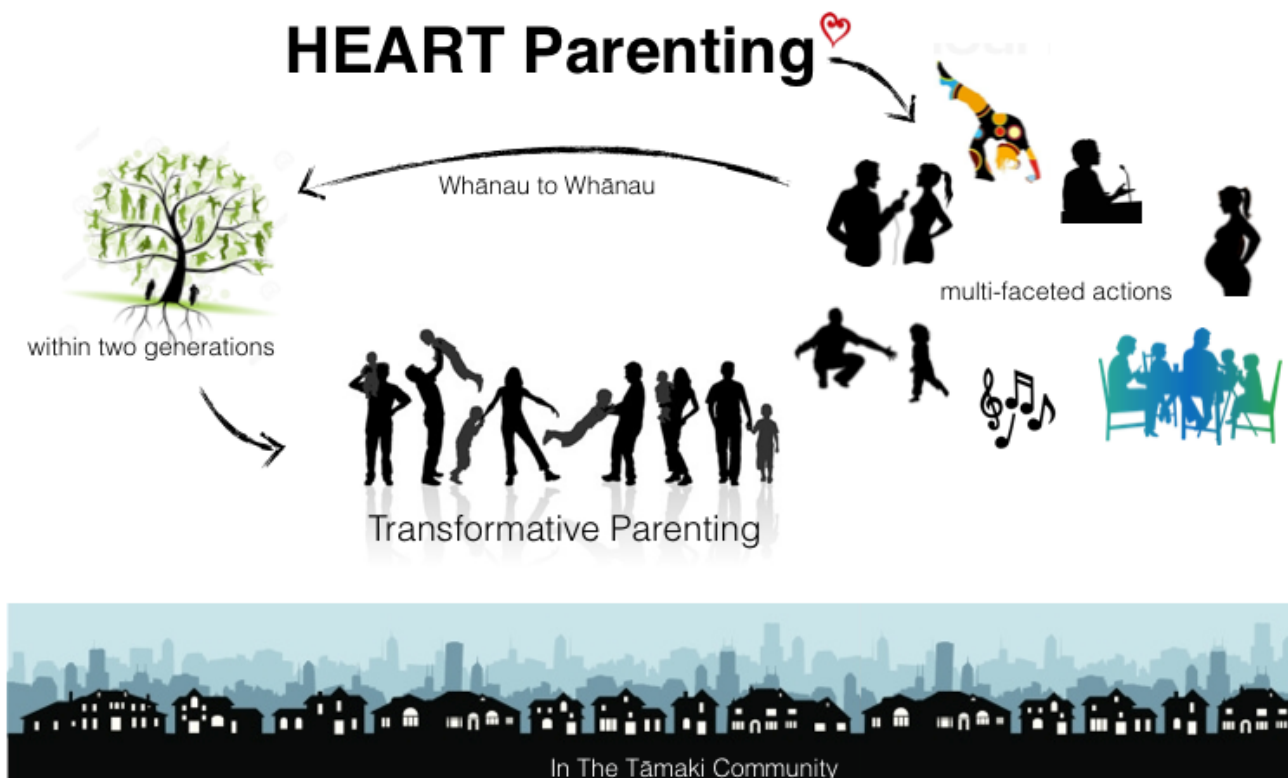 HEART Parenting
Whānau to Whānau
multi-faceted actions
within two generations
Transformative Parenting
In The Tāmaki Community